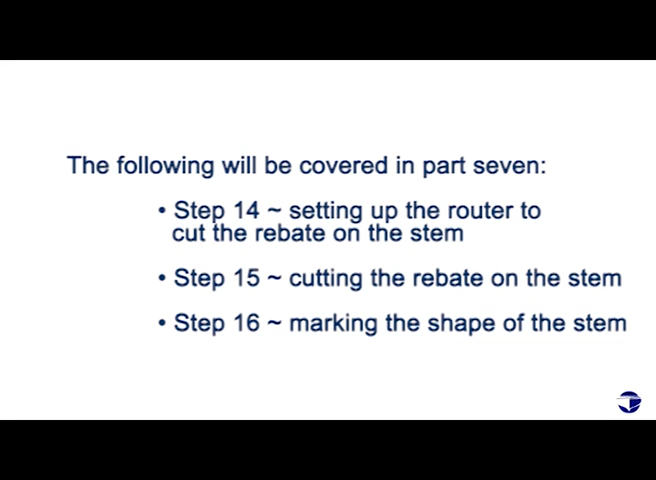 The following will be covered in part seven:
• Step 14 ~ setting up the router to
cut the rebate on the stem
• Step 15 ~ cutting the rebate on the stem
• Step 16 ~ marking the shape of the stem